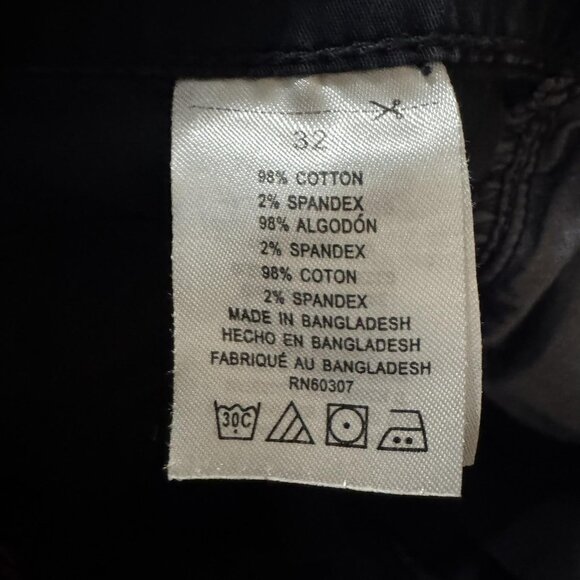 32
98% COTTON
2% SPANDEX
98% ALGODÓN
2% SPANDEX
98% COTON
2% SPANDEX
MADE IN BANGLADESH
HECHO EN BANGLADESH
FABRIQUÉ AU BANGLADESH
RN60307
30C